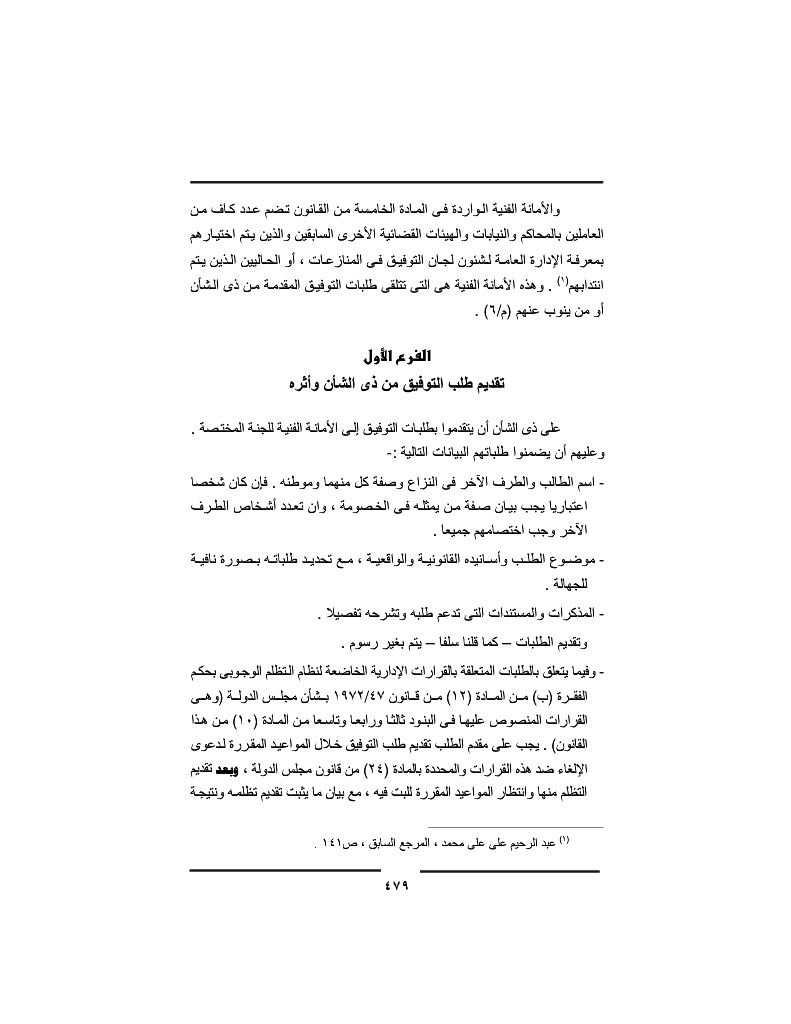 والأمانة الفنية الواردة فى المادة الخامسة من القانون تضم عدد كاف من
العاملين بالمحاكم والنيابات والهيئات القضائية الأخرى السابقين والذين يتم اختيارهم
بمعرفة الإدارة العامة لشئون لجان التوفيق فى المنازعات ، أو الحاليين الذين يتم
انتدابهم(١) . وهذه الأمانة الفنية هى التى تتلقى طلبات التوفيق المقدمة من ذى الشأن
أو من ينوب عنهم (م/٦) .
الفرع الأول
تقديم طلب التوفيق من ذى الشأن وأثره
على ذى الشأن أن يتقدموا بطلبات التوفيق إلى الأمانة الفنية للجنة المختصة .
وعليهم أن يضمنوا طلباتهم البيانات التالية :-
- اسم الطالب والطرف الآخر فى النزاع وصفة كل منهما وموطنه . فإن كان شخصا
اعتباريا يجب بيان صفة من يمثله فى الخصومة ، وان تعدد أشخاص الطرف
الآخر وجب اختصامهم جميعا .
- موضوع الطلب وأسانيده القانونية والواقعية ، مع تحديد طلباته بصورة نافية
للجهالة .
- المذكرات والمستندات التى تدعم طلبه وتشرحه تفصيلا .
وتقديم الطلبات – كما قلنا سلفا – يتم بغير رسوم .
- وفيما يتعلق بالطلبات المتعلقة بالقرارات الإدارية الخاضعة لنظام التظلم الوجوبى بحكم
الفقرة (ب) من المادة (١٢) من قانون ١٩٧٢/٤٧ بشأن مجلس الدولة (وهى
القرارات المنصوص عليها فى البنود ثالثا ورابعا وتاسعا من المادة (١٠) من هذا
القانون) . يجب على مقدم الطلب تقديم طلب التوفيق خلال المواعيد المقررة لدعوى
الإلغاء ضد هذه القرارات والمحددة بالمادة (٢٤) من قانون مجلس الدولة ، وبعد تقديم
التظلم منها وانتظار المواعيد المقررة للبت فيه ، مع بيان ما يثبت تقديم تظلمه ونتيجة
(١) عبد الرحيم على على محمد ، المرجع السابق ، ص١٤١ .
٤٧٩